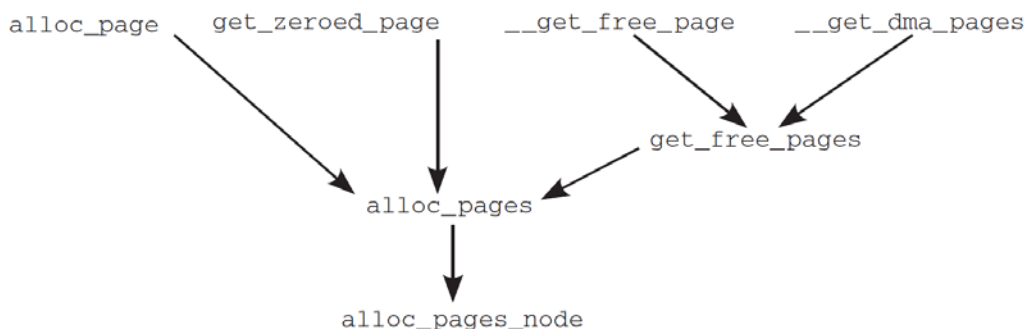 alloc_page get_zeroed_page __get_free_page __get_dma_pages
get_free_pages
alloc_pages
alloc_pages_node